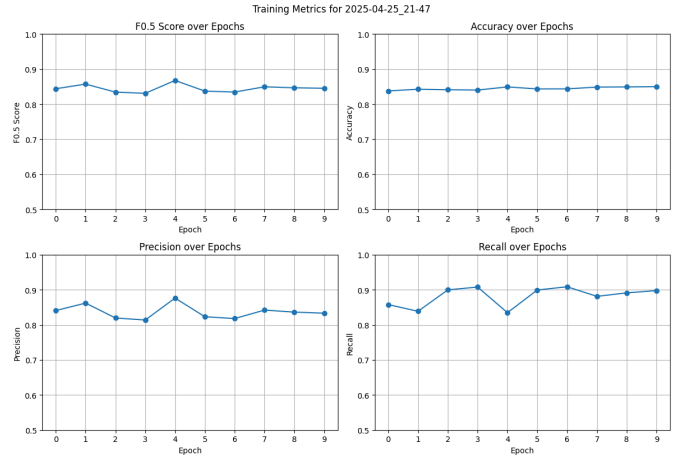 Training Metrics for 2025-04-25_21-47
F0.5 Score over Epochs
1.0
0.9
0.8
0.7
0.6
0.5
F0.5 Score
0 1 2 3 4 5 6 7 8 9
Epoch
Accuracy over Epochs
1.0
0.9
0.8
0.7
0.6
0.5
Accuracy
0 1 2 3 4 5 6 7 8 9
Epoch
Precision over Epochs
1.0
0.9
0.8
0.7
0.6
0.5
Precision
0 1 2 3 4 5 6 7 8 9
Epoch
Recall over Epochs
1.0
0.9
0.8
0.7
0.6
0.5
Recall
0 1 2 3 4 5 6 7 8 9
Epoch